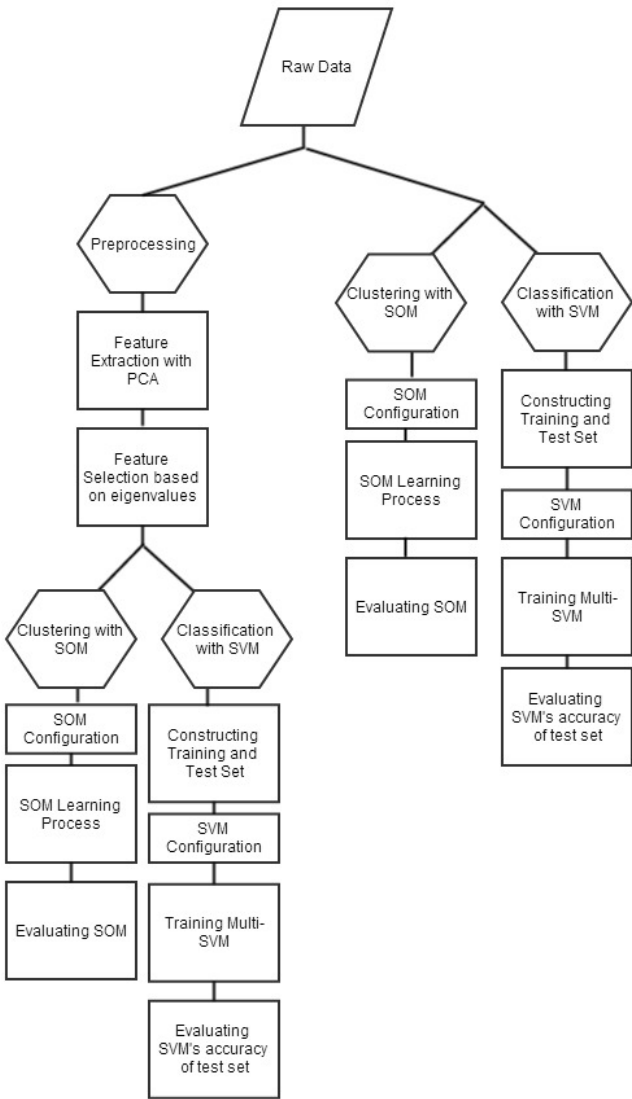 Raw Data
Preprocessing
Feature
Extraction with
PCA
Feature
Selection based
on eigenvalues
Clustering with
SOM
SOM
Configuration
SOM Learning
Process
Evaluating SOM
Classification
with SVM
Constructing
Training and
Test Set
SVM
Configuration
Training Multi-
SVM
Evaluating
SVM's accuracy
of test set
Clustering with
SOM
SOM
Configuration
SOM Learning
Process
Evaluating SOM
Classification
with SVM
Constructing
Training and
Test Set
SVM
Configuration
Training Multi-
SVM
Evaluating
SVM's accuracy
of test set